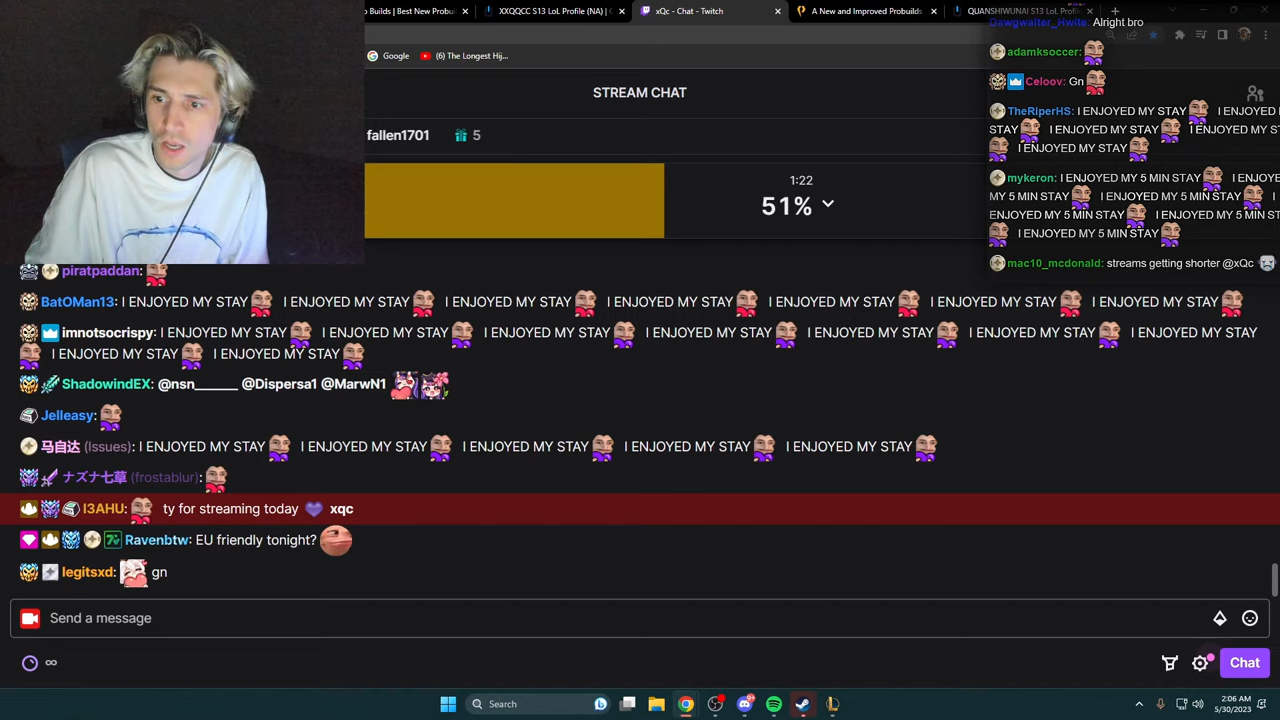 o Builds | Best New Probui
XXQQCC S13 LoL Profile (NA) |
xQc - Chat - Twitch
A New and Improved Probuilds
QUANSHIWUNAI S13 LoL Profile
Google
(6) The Longest Hij...
Dawgwalter_Hwite: Alright bro
adamksoccer:
Celoov: Gn
TheRiperHS: I ENJOYED MY STAY I ENJOYED
STAY I ENJOYED MY STAY I ENJOYED MY
I ENJOYED MY STAY
mykeron: I ENJOYED MY 5 MIN STAY I ENJOYE
MY 5 MIN STAY I ENJOYED MY 5 MIN STAY I
ENJOYED MY 5 MIN STAY I ENJOYED MY 5 MIN
I ENJOYED MY 5 MIN STAY
mac10_mcdonald: streams getting shorter @xQc
STREAM CHAT
fallen1701 5
1:22
51%
piratpaddan:
BatOMan13: I ENJOYED MY STAY I ENJOYED MY STAY I ENJOYED MY STAY I ENJOYED MY STAY I ENJOYED MY STAY I ENJOYED MY STAY I ENJOYED MY STAY
imnotsocrispy: I ENJOYED MY STAY I ENJOYED MY STAY I ENJOYED MY STAY I ENJOYED MY STAY I ENJOYED MY STAY I ENJOYED MY STAY I ENJOYED MY STAY
I ENJOYED MY STAY I ENJOYED MY STAY
ShadowindEX: @nsn______ @Dispersa1 @MarwN1
Jelleasy:
马自达 (Issues): I ENJOYED MY STAY I ENJOYED MY STAY I ENJOYED MY STAY I ENJOYED MY STAY I ENJOYED MY STAY
ナズナ七草 (frostablur):
I3AHU: ty for streaming today xqc
Ravenbtw: EU friendly tonight?
legitsxd: gn
Send a message
∞
Chat
Search
2:06 AM
5/30/2023